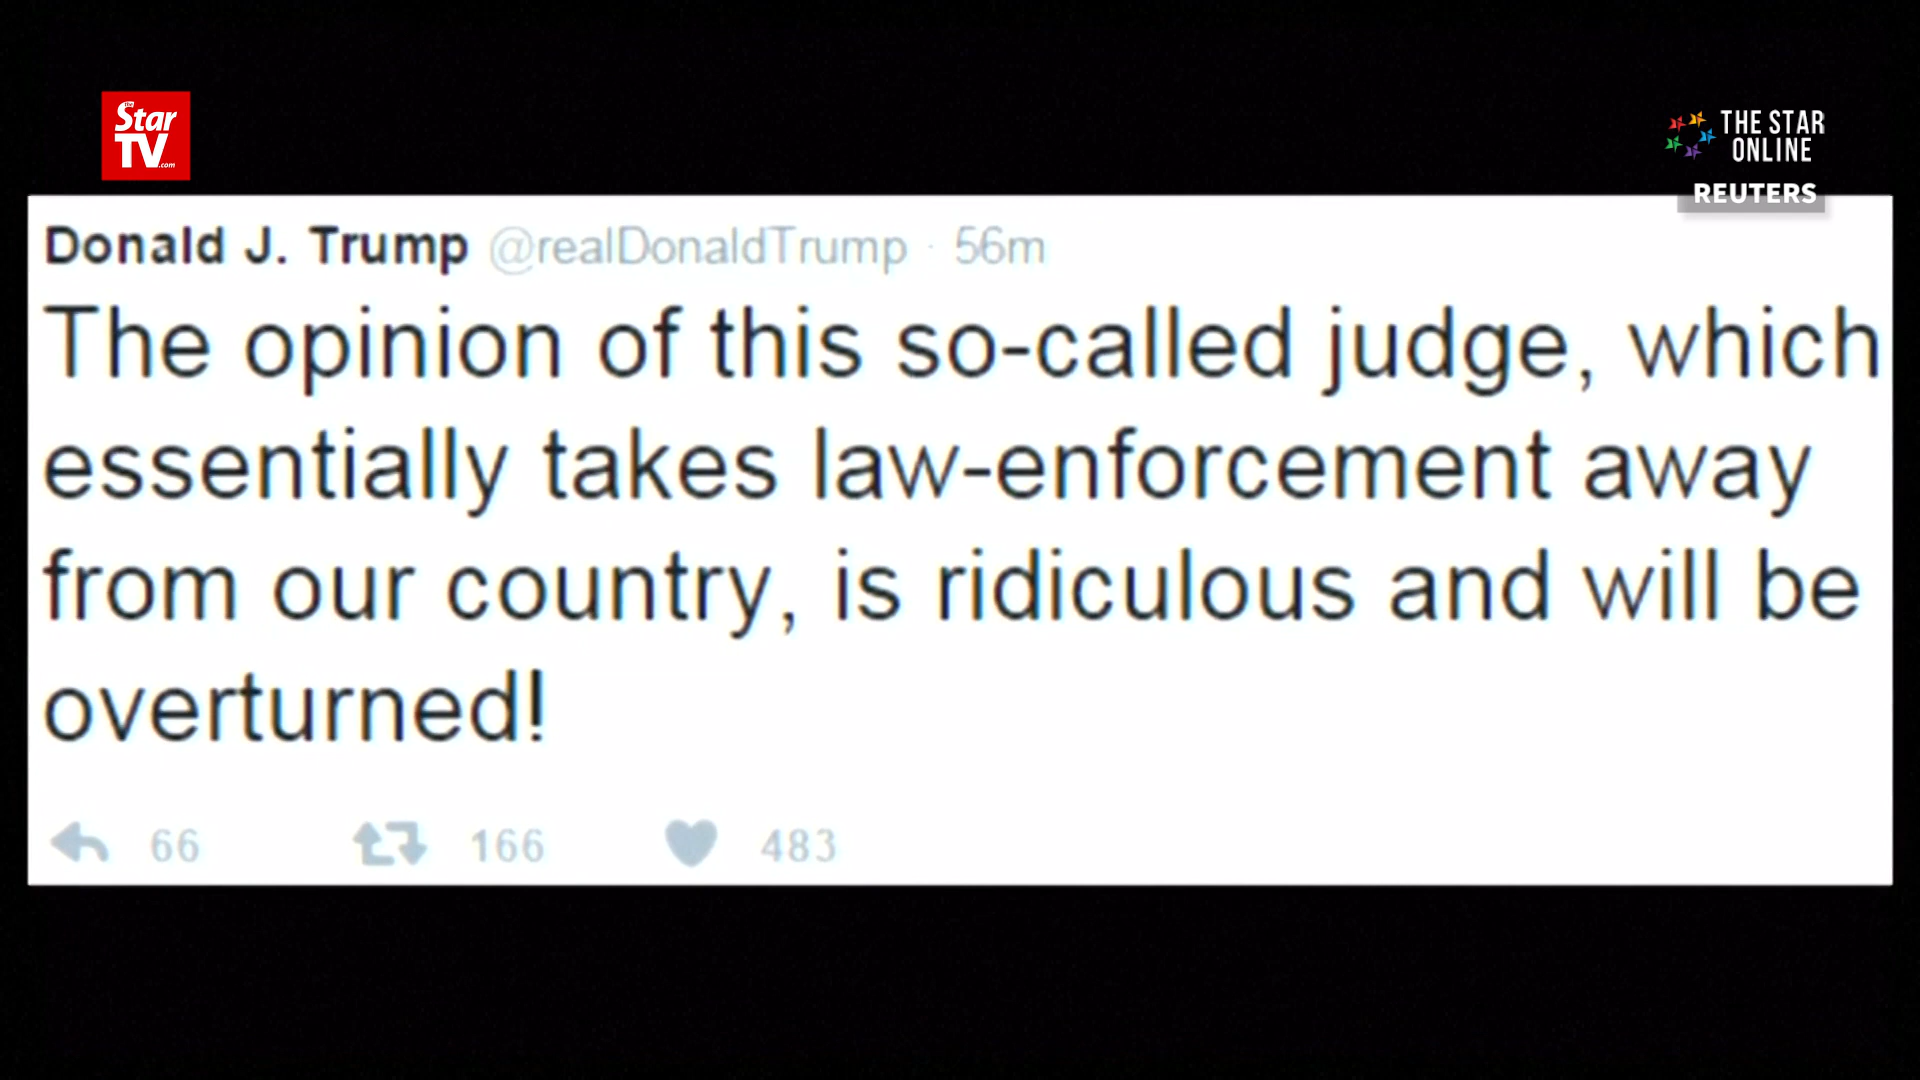 The Star
TV.com
THE STAR
ONLINE
REUTERS
Donald J. Trump @realDonaldTrump · 56m
The opinion of this so-called judge, which
essentially takes law-enforcement away
from our country, is ridiculous and will be
overturned!
66 166 483